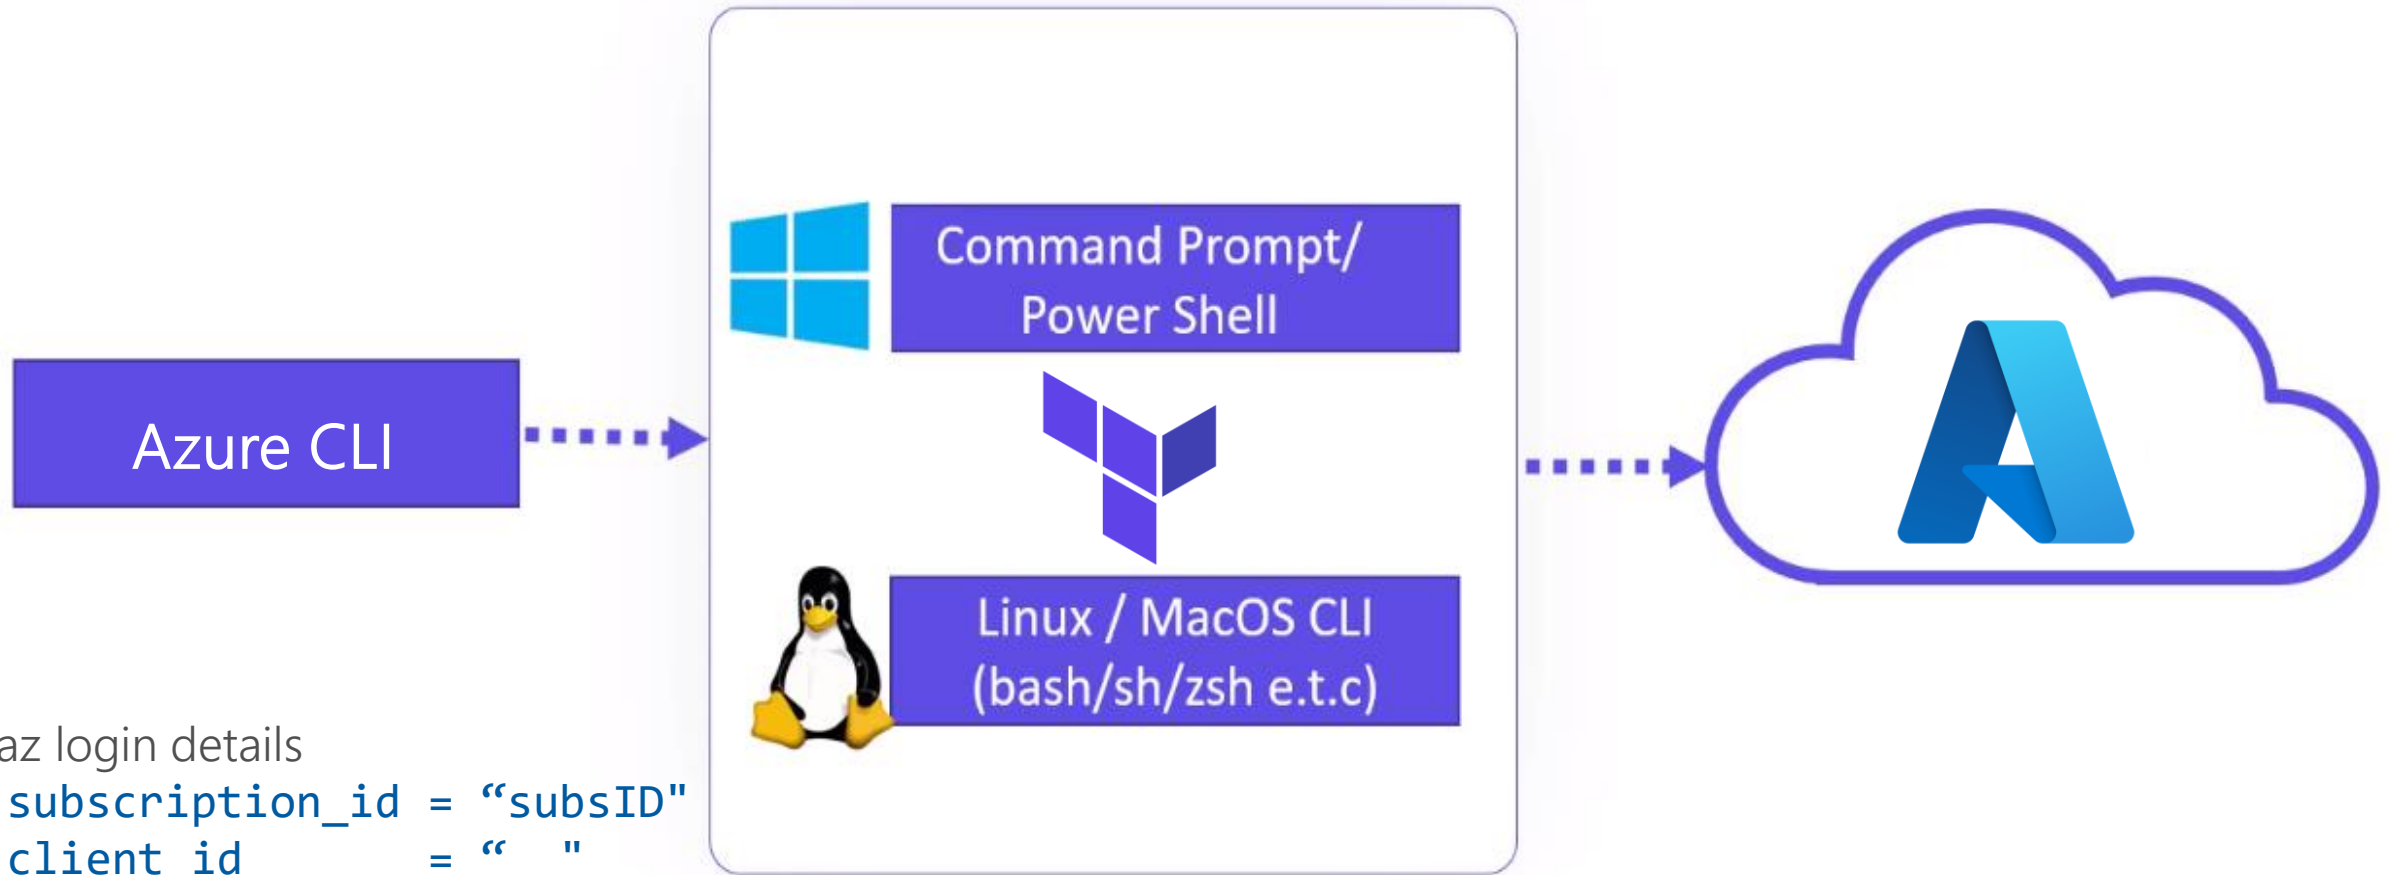 Command Prompt/
Power Shell
Azure CLI
Linux / MacOS CLI
(bash/sh/zsh e.t.c)
az login details
subscription_id = “subsID"
client id = “ "